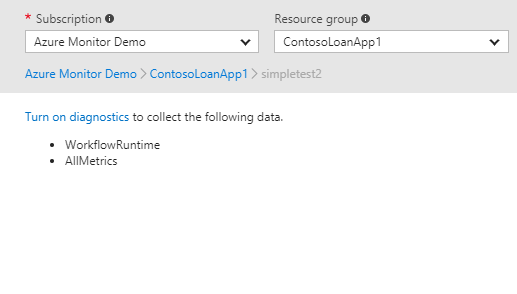 * Subscription
Resource group
Azure Monitor Demo
ContosoLoanApp1
Azure Monitor Demo > ContosoLoanApp1 > simpletest2
Turn on diagnostics to collect the following data.
• WorkflowRuntime
• AllMetrics